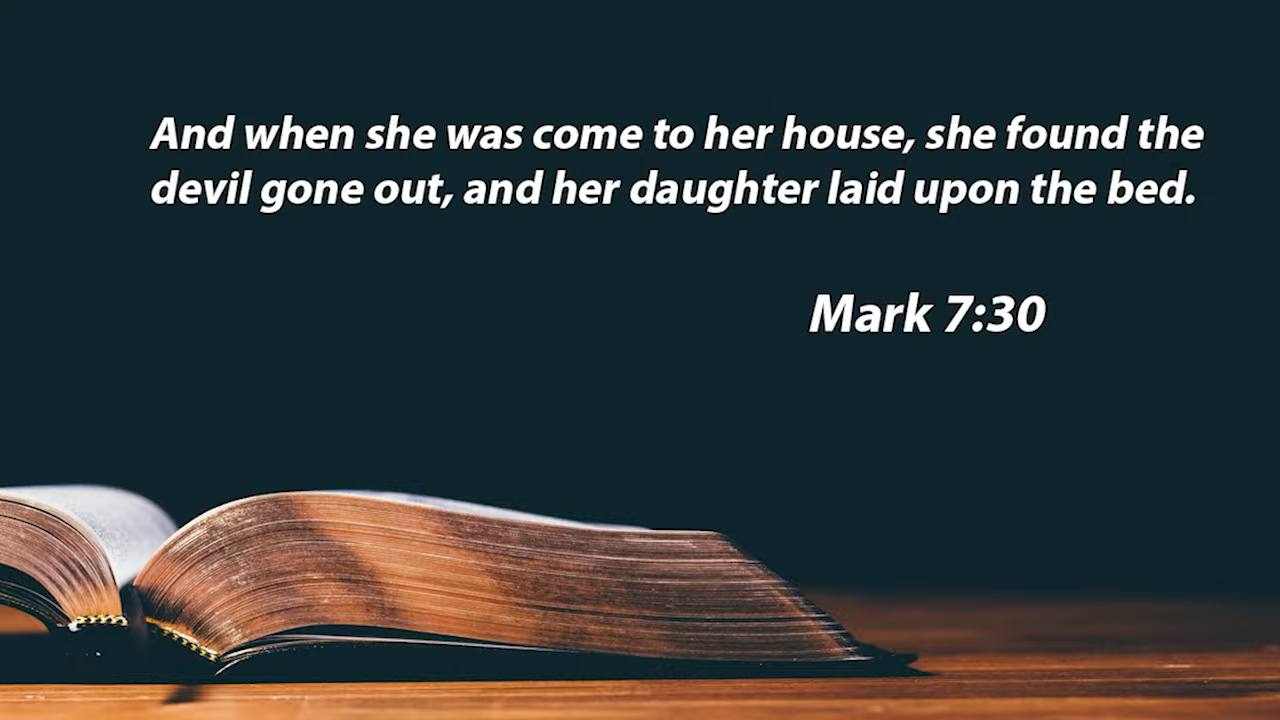 And when she was come to her house, she found the
devil gone out, and her daughter laid upon the bed.
Mark 7:30